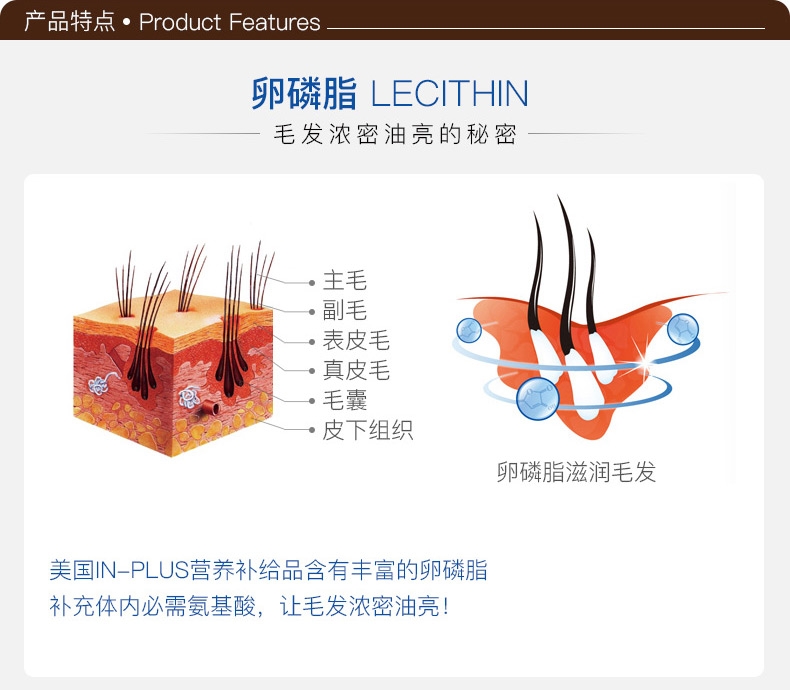 产品特点 • Product Features
卵磷脂 LECITHIN
毛发浓密油亮的秘密
主毛
副毛
表皮毛
真皮毛
毛囊
皮下组织
卵磷脂滋润毛发
美国IN-PLUS营养补给品含有丰富的卵磷脂
补充体内必需氨基酸，让毛发浓密油亮！